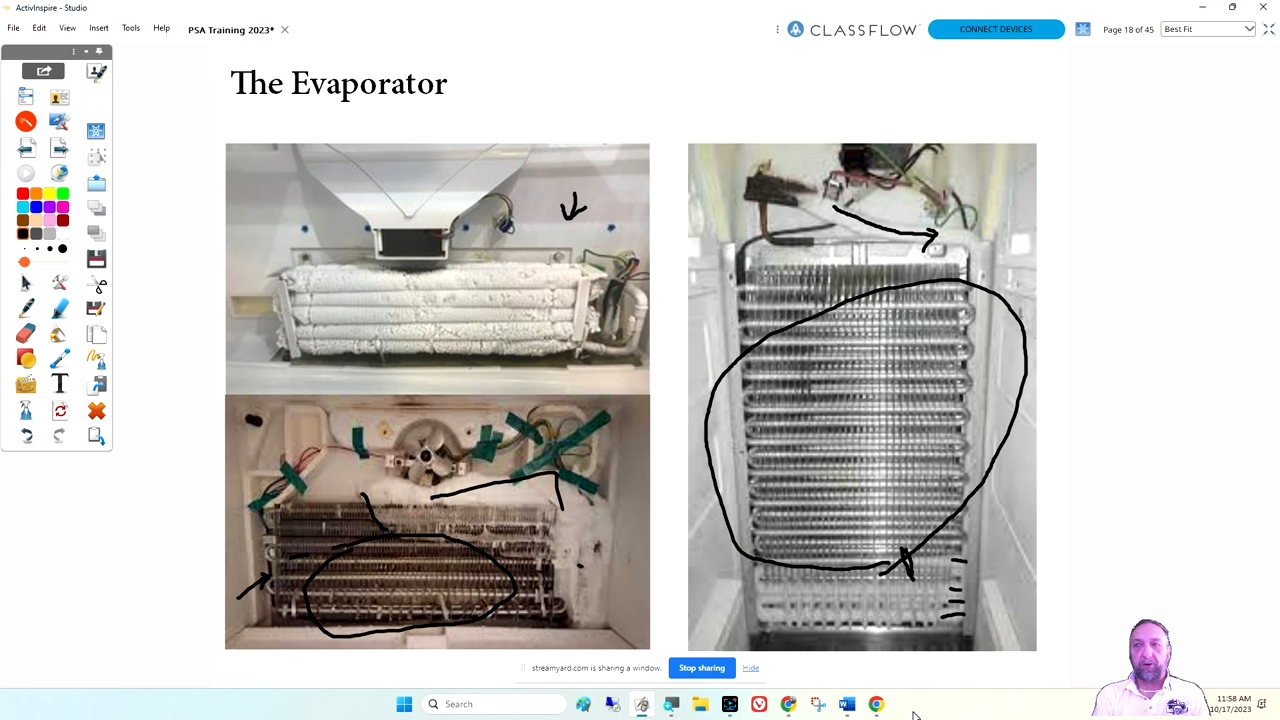 ActivInspire - Studio
File Edit View Insert Tools Help PSA Training 2023* CLASSFLOW CONNECT DEVICES Page 18 of 45 Best Fit
The Evaporator
T
streamyard.com is sharing a window. Stop sharing Hide
Search
11:58 AM
10/17/2023